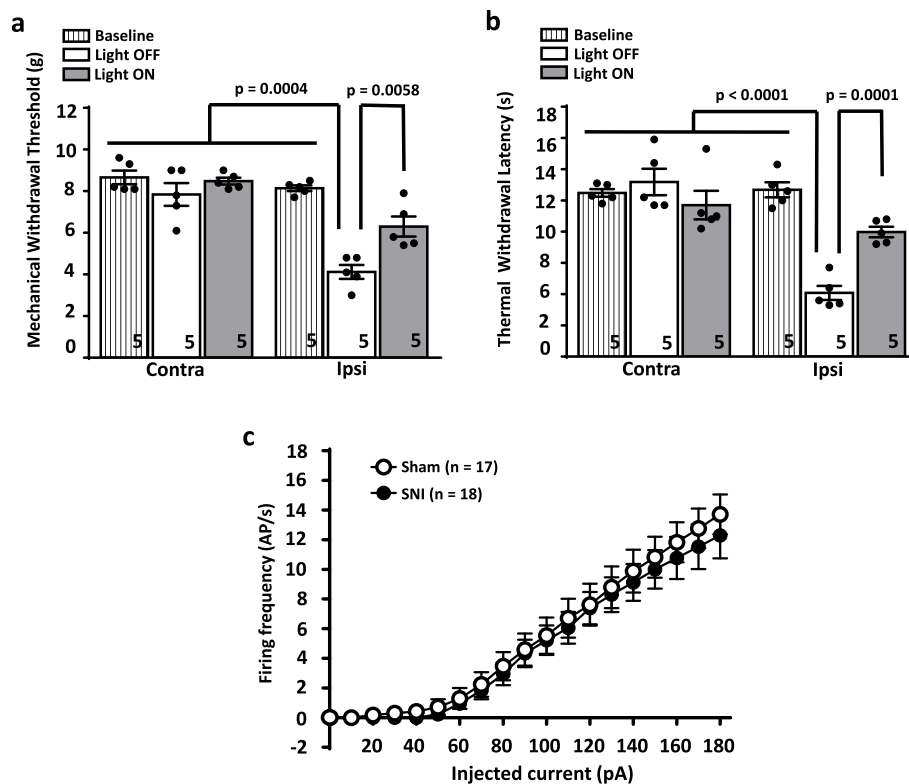 a
Baseline
Light OFF
Light ON
Mechanical Withdrawal Threshold (g)
12
10
8
6
4
2
0
p = 0.0004
p = 0.0058
5
5
5
5
5
5
Contra
Ipsi
b
Baseline
Light OFF
Light ON
Thermal Withdrawal Latency (s)
18
16
14
12
10
8
6
2
0
p < 0.0001
p = 0.0001
5
5
5
5
5
5
Contra
Ipsi
c
Sham (n = 17)
SNI (n = 18)
Firing frequency (AP/s)
18
16
14
12
10
8
6
4
2
0
-2
20
40
60
80
100
120
140
160
180
Injected current (pA)